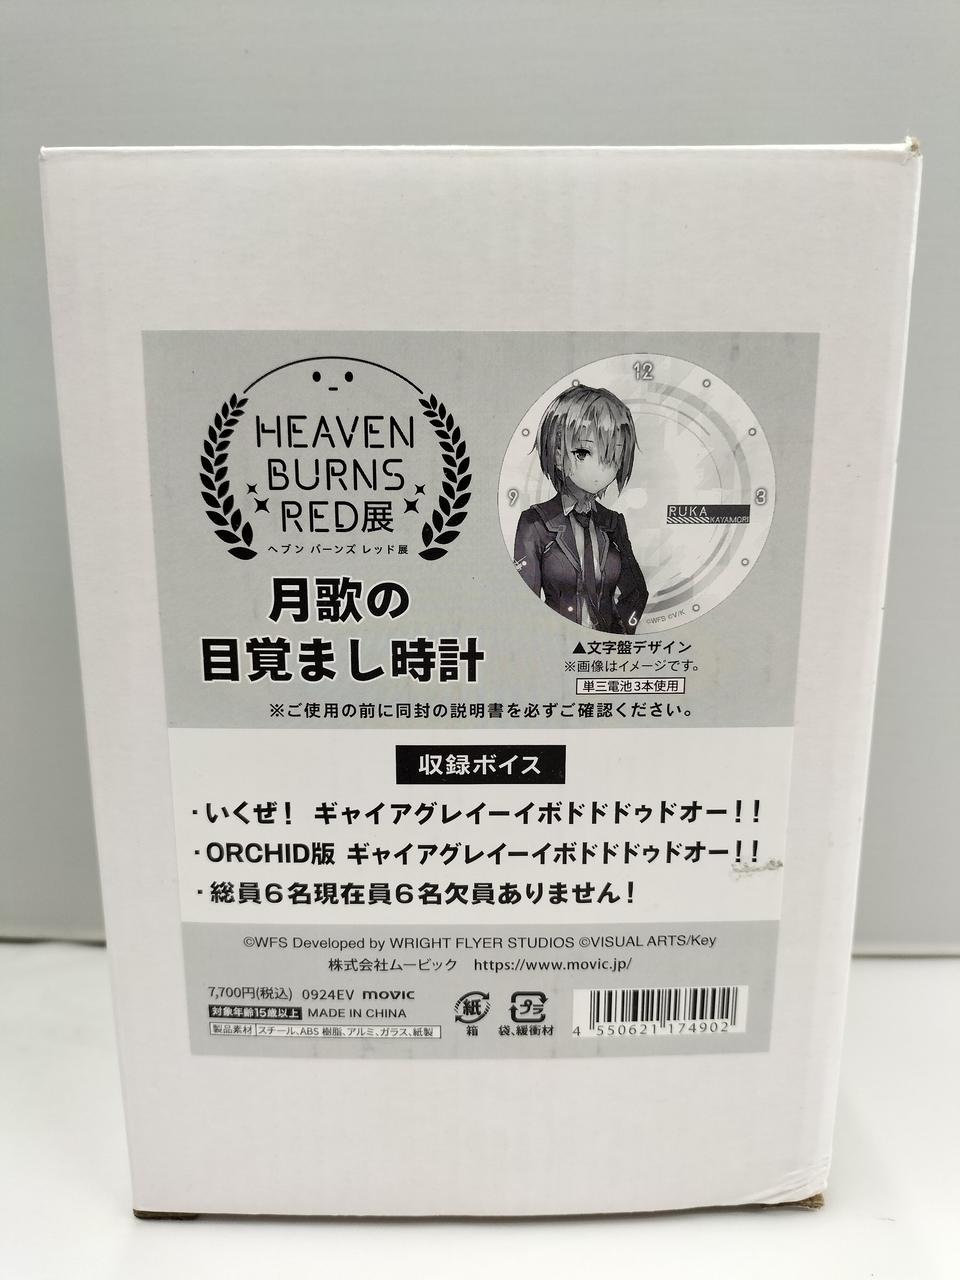 HEAVEN
BURNS
RED展
ヘブン バーンズ レッド展
月歌の
目覚まし時計
12
9
3
6
RUKA
KAYAMORI
©WFS ©V/K
▲文字盤デザイン
※画像はイメージです。
単三電池3本使用
※ご使用の前に同封の説明書を必ずご確認ください。
収録ボイス
・いくぜ！ ギャイアグレイーイボドドドゥドオー！！
・ORCHID版 ギャイアグレイーイボドドドゥドオー！！
・総員6名現在員6名欠員ありません！
©WFS Developed by WRIGHT FLYER STUDIOS ©VISUAL ARTS/Key
株式会社ムービック https://www.movic.jp/
7,700円(税込) 0924EV movic
対象年齢15歳以上 MADE IN CHINA
製品素材 スチール、ABS 樹脂、アルミ、ガラス、紙製
紙
箱
プラ
袋、緩衝材
4 550621 174902